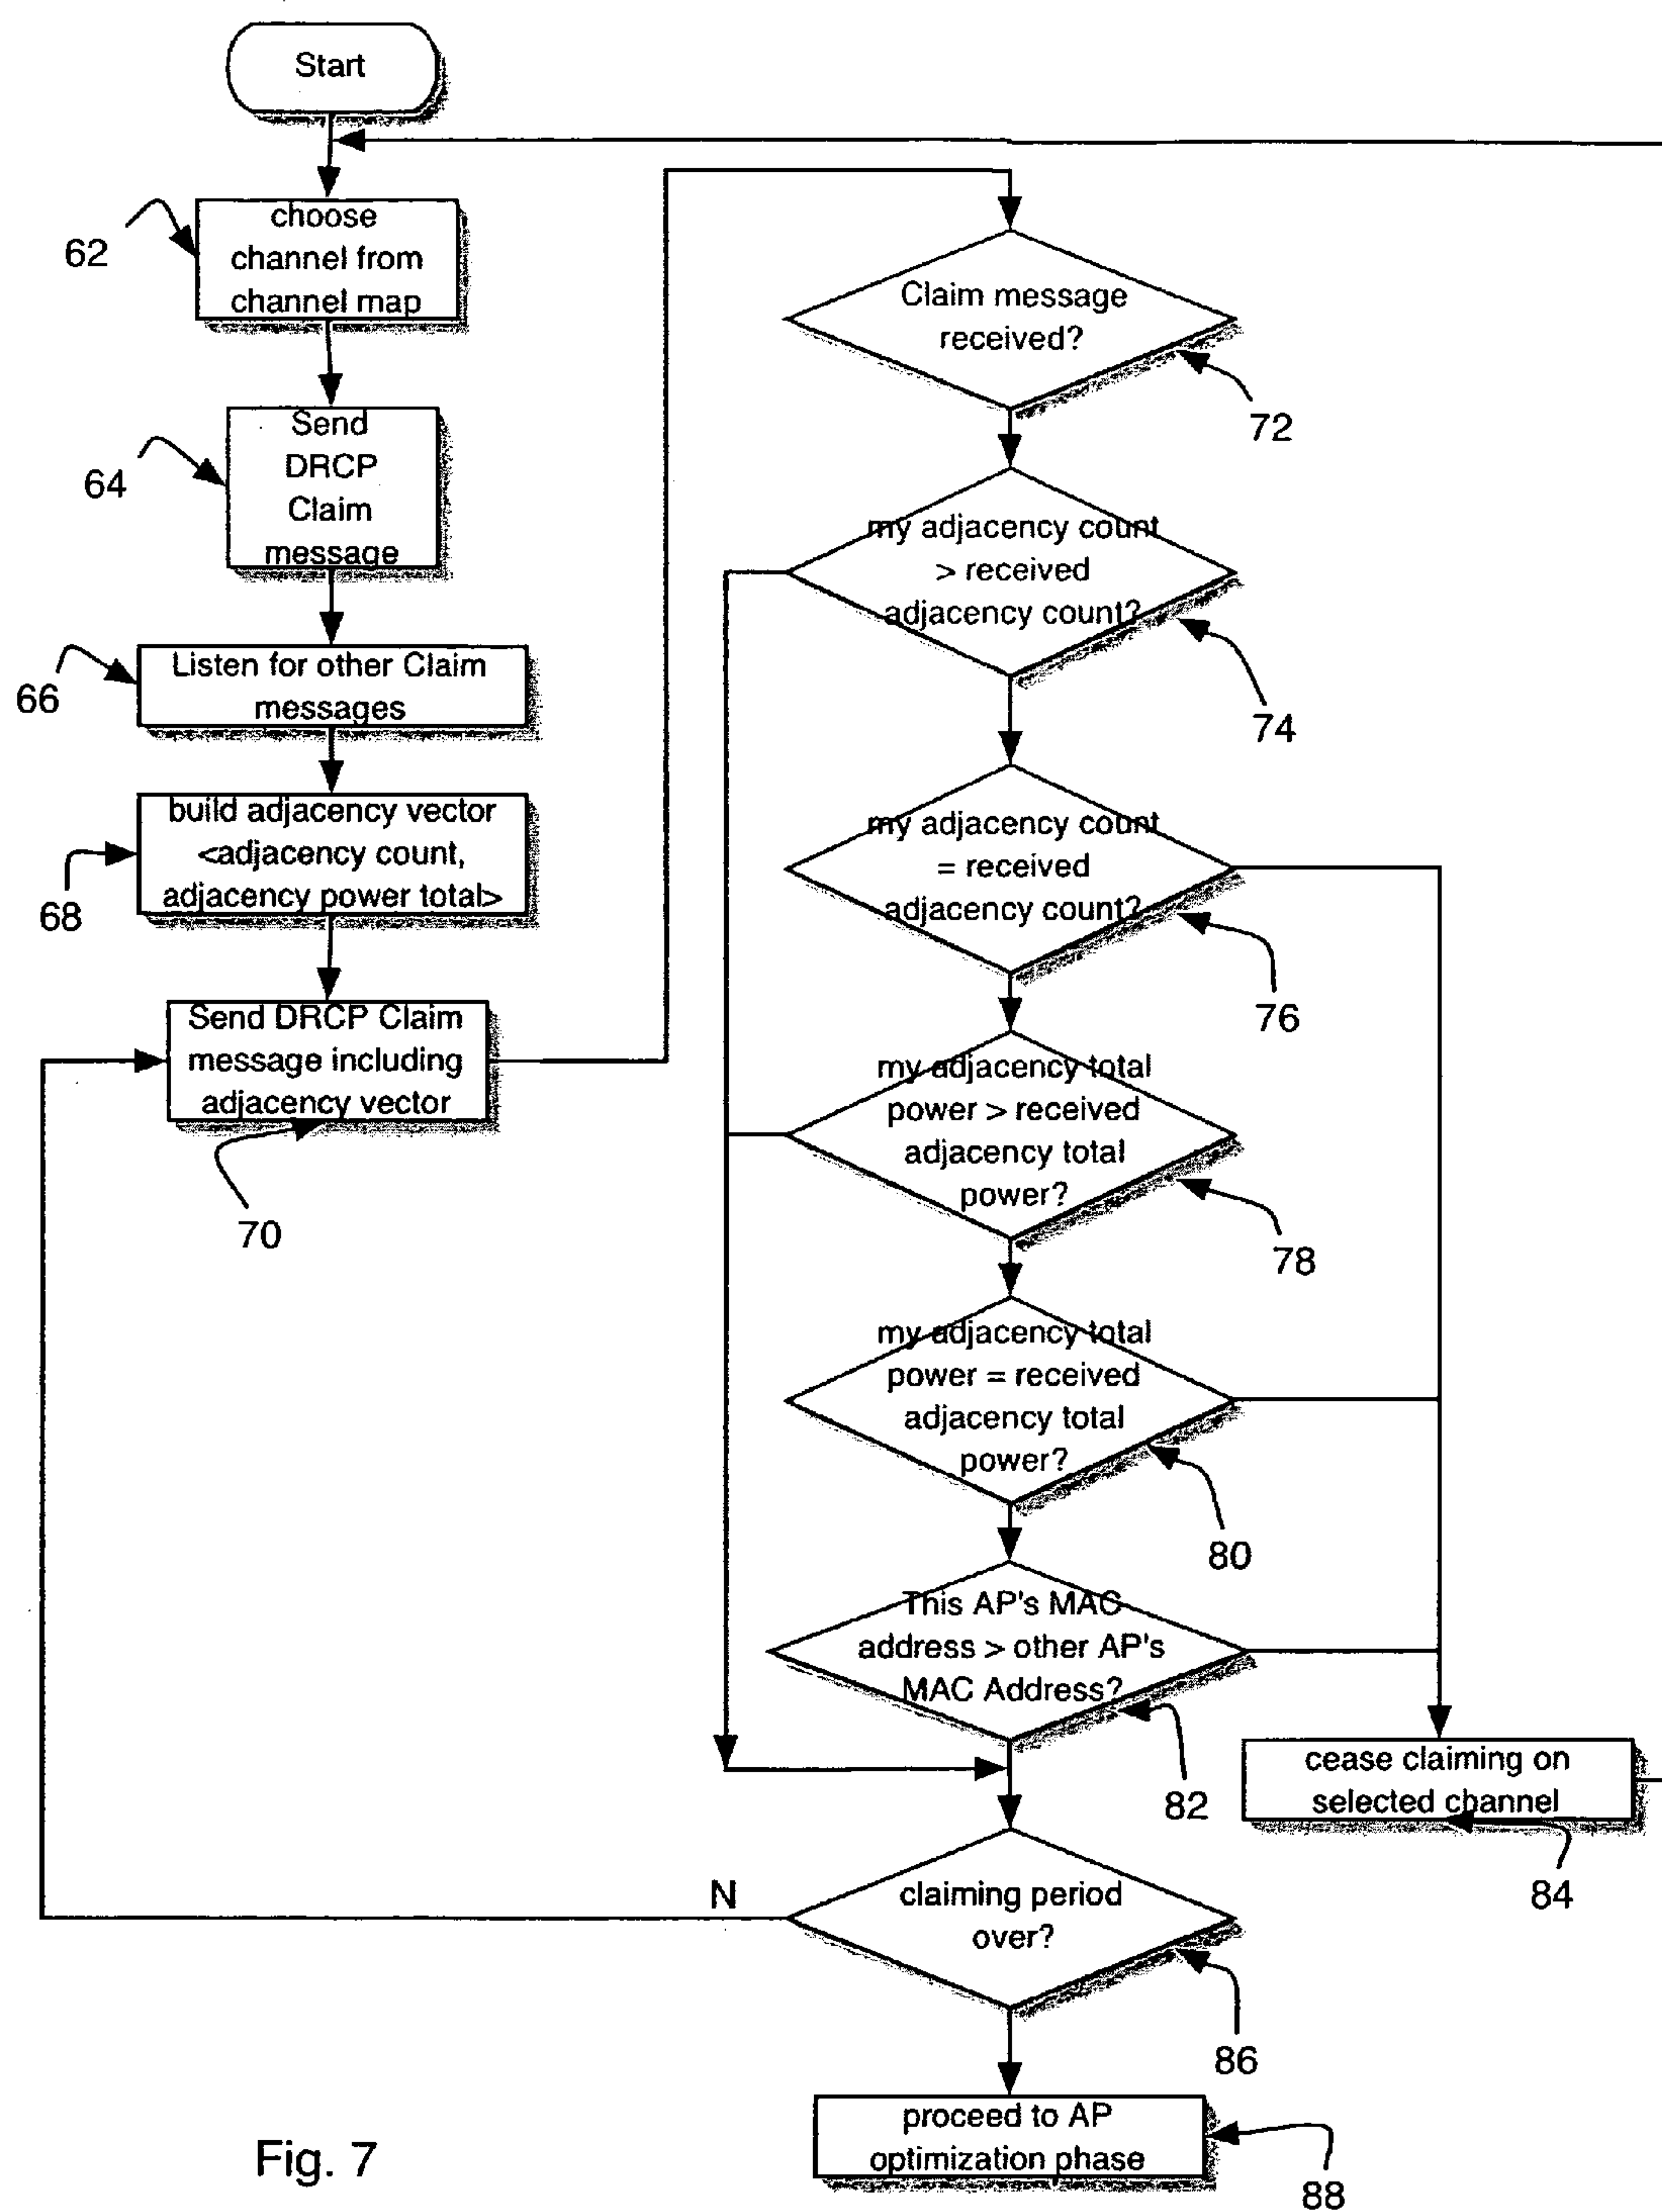 Start
62
choose
channel from
channel map
64
Send
DRCP
Claim
message
66
Listen for other Claim
messages
68
build adjacency vector
<adjacency count,
adjacency power total>
Send DRCP Claim
message including
adjacency vector
70
Claim message
received?
72
my adjacency count
> received
adjacency count?
74
my adjacency count
= received
adjacency count?
76
my adjacency total
power > received
adjacency total
power?
78
my adjacency total
power = received
adjacency total
power?
80
This AP's MAC
address > other AP's
MAC Address?
82
cease claiming on
selected channel
84
N
claiming period
over?
86
proceed to AP
optimization phase
88
Fig. 7